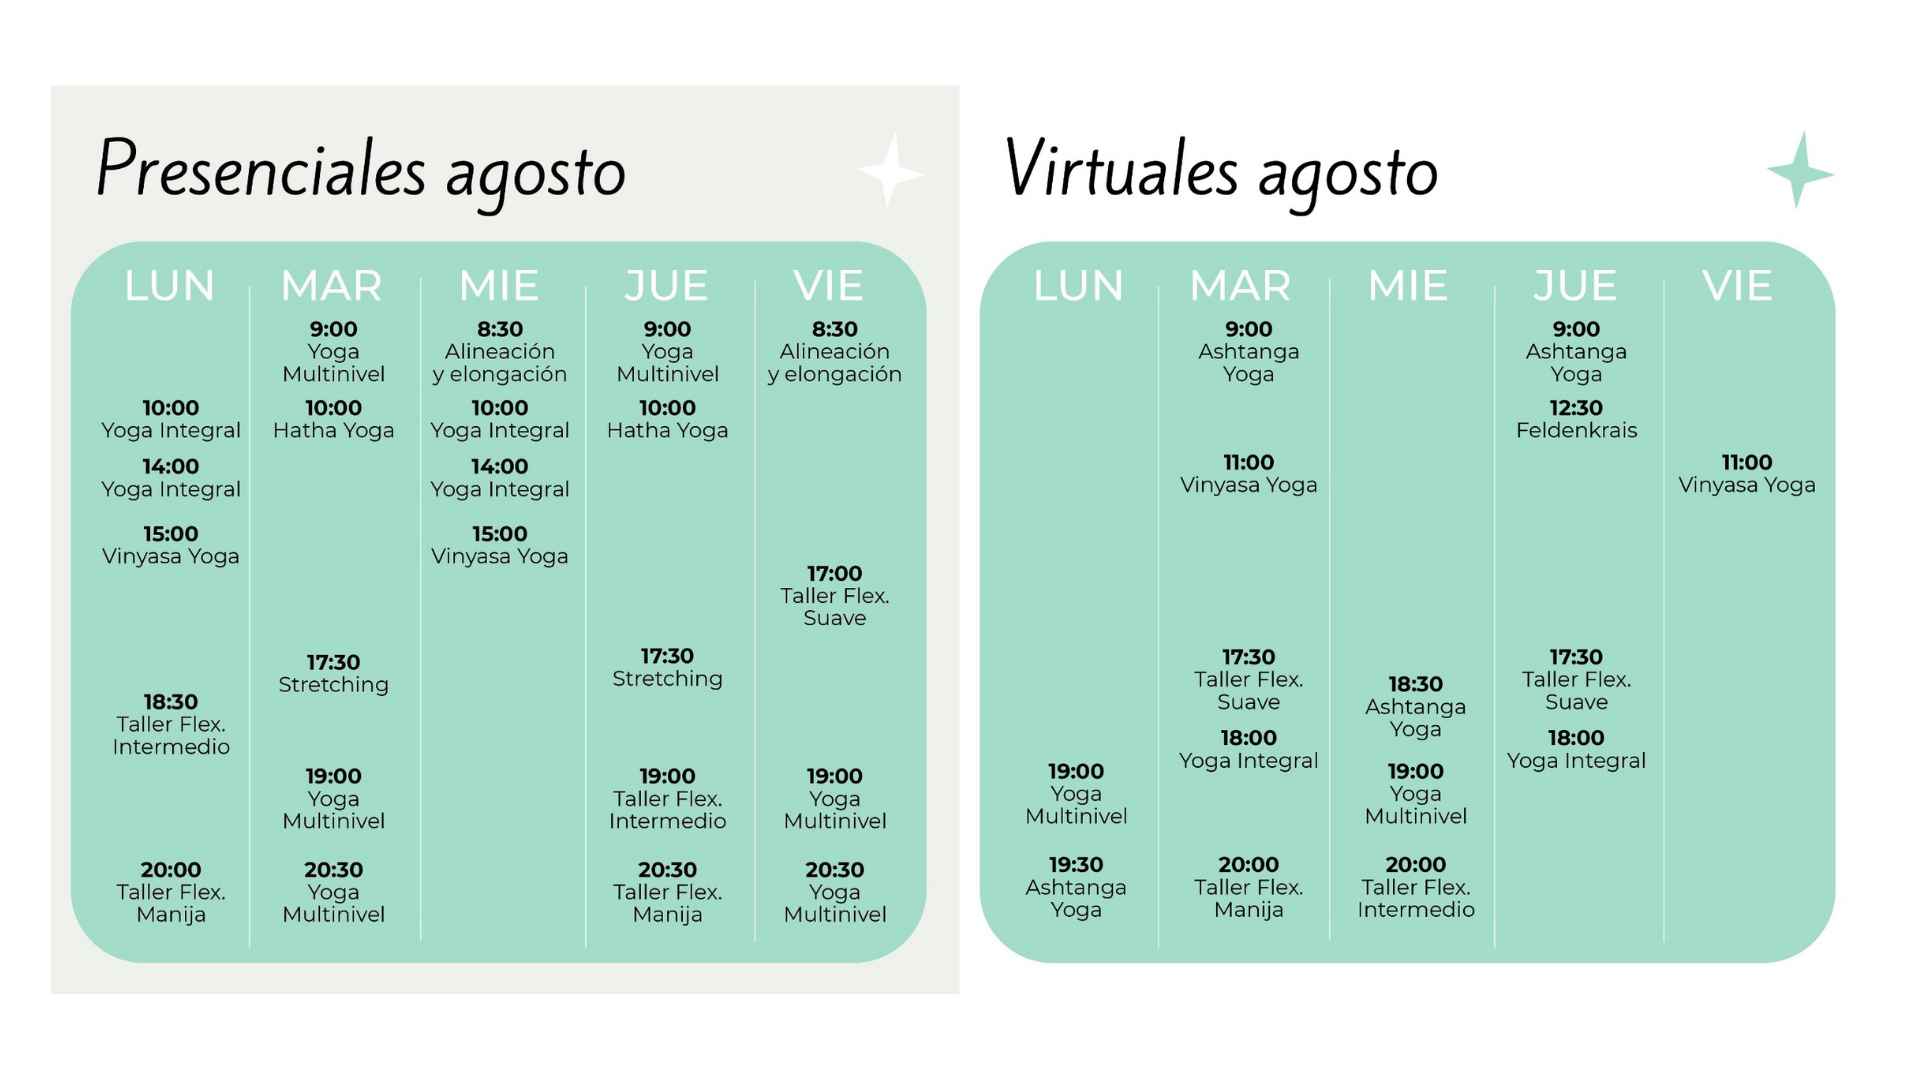 Presenciales agosto
LUN
10:00
Yoga Integral
14:00
Yoga Integral
15:00
Vinyasa Yoga
18:30
Taller Flex.
Intermedio
20:00
Taller Flex.
Manija
MAR
9:00
Yoga
Multinivel
10:00
Hatha Yoga
17:30
Stretching
19:00
Yoga
Multinivel
20:30
Yoga
Multinivel
MIE
8:30
Alineación
y elongación
10:00
Yoga Integral
14:00
Yoga Integral
15:00
Vinyasa Yoga
JUE
9:00
Yoga
Multinivel
10:00
Hatha Yoga
17:30
Stretching
19:00
Taller Flex.
Intermedio
20:30
Taller Flex.
Manija
VIE
8:30
Alineación
y elongación
17:00
Taller Flex.
Suave
19:00
Yoga
Multinivel
20:30
Yoga
Multinivel
Virtuales agosto
LUN
19:00
Yoga
Multinivel
19:30
Ashtanga
Yoga
MAR
9:00
Ashtanga
Yoga
11:00
Vinyasa Yoga
17:30
Taller Flex.
Suave
18:00
Yoga Integral
20:00
Taller Flex.
Manija
MIE
18:30
Ashtanga
Yoga
19:00
Yoga
Multinivel
20:00
Taller Flex.
Intermedio
JUE
9:00
Ashtanga
Yoga
12:30
Feldenkrais
17:30
Taller Flex.
Suave
18:00
Yoga Integral
VIE
11:00
Vinyasa Yoga